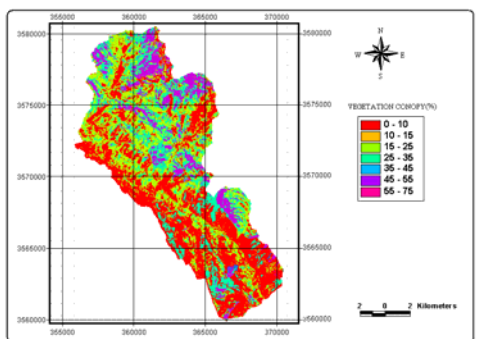 355000 360000 365000 370000
3580000 3580000
N
W E
S
3575000 3575000
VEGETATION CONOPY(%)
0 - 10
10 - 15
15 - 25
25 - 35
35 - 45
45 - 55
55 - 75
3570000 3570000
3565000 3565000
2 0 2 Kilometers
3560000 3560000
355000 360000 365000 370000